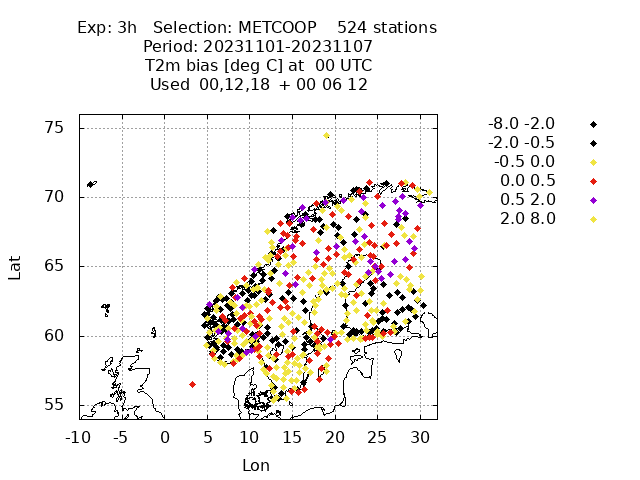 Exp: 3h   Selection: METCOOP    524 stations
Period: 20231101-20231107
T2m bias [deg C] at  00 UTC
Used  00,12,18  + 00 06 12
-8.0 -2.0
-2.0 -0.5
-0.5 0.0
0.0 0.5
0.5 2.0
2.0 8.0
75
70
65
60
55
Lat
-10 -5 0 5 10 15 20 25 30
Lon